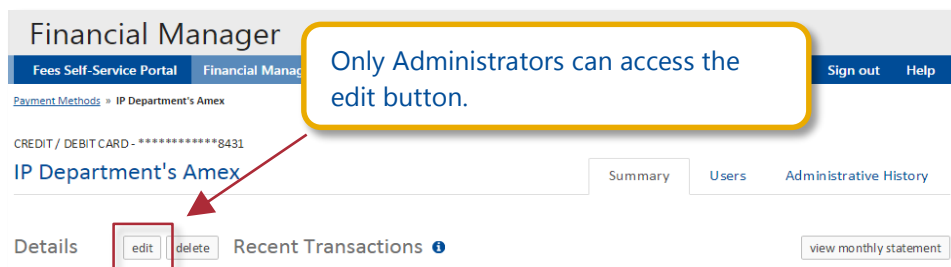 Financial Manager
Only Administrators can access the
edit button.
Fees Self-Service Portal Financial Manag Sign out Help
Payment Methods » IP Department's Amex
CREDIT / DEBIT CARD - ************8431
IP Department's Amex
Summary Users Administrative History
Details edit delete Recent Transactions view monthly statement